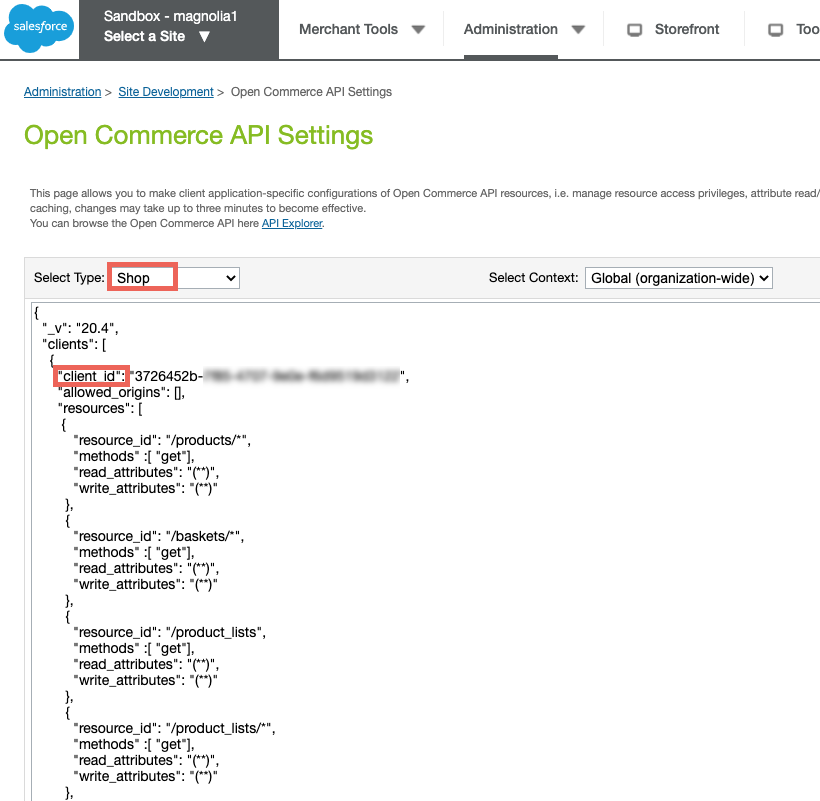 salesforce
Sandbox - magnolia1
Select a Site ▼
Merchant Tools
Administration
Storefront
Too
Administration > Site Development > Open Commerce API Settings
Open Commerce API Settings
This page allows you to make client application-specific configurations of Open Commerce API resources, i.e. manage resource access privileges, attribute read/
caching, changes may take up to three minutes to become effective.
You can browse the Open Commerce API here API Explorer.
Select Type: Shop
Select Context: Global (organization-wide)
{
"_v": "20.4",
"clients": [
{
"client_id": "3726452b-
",
"allowed_origins": [],
"resources": [
{
"resource_id": "/products/*",
"methods" :[ "get"],
"read_attributes": "(**)",
"write_attributes": "(**)"
},
{
"resource_id": "/baskets/*",
"methods" :[ "get"],
"read_attributes": "(**)",
"write_attributes": "(**)"
},
{
"resource_id": "/product_lists",
"methods" :[ "get"],
"read_attributes": "(**)",
"write_attributes": "(**)"
},
{
"resource_id": "/product_lists/*",
"methods" :[ "get"],
"read_attributes": "(**)",
"write_attributes": "(**)"
},